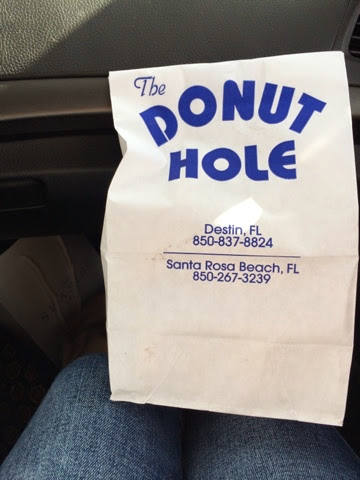 The
DONUT
HOLE
Destin, FL
850-837-8824
Santa Rosa Beach, FL
850-267-3239